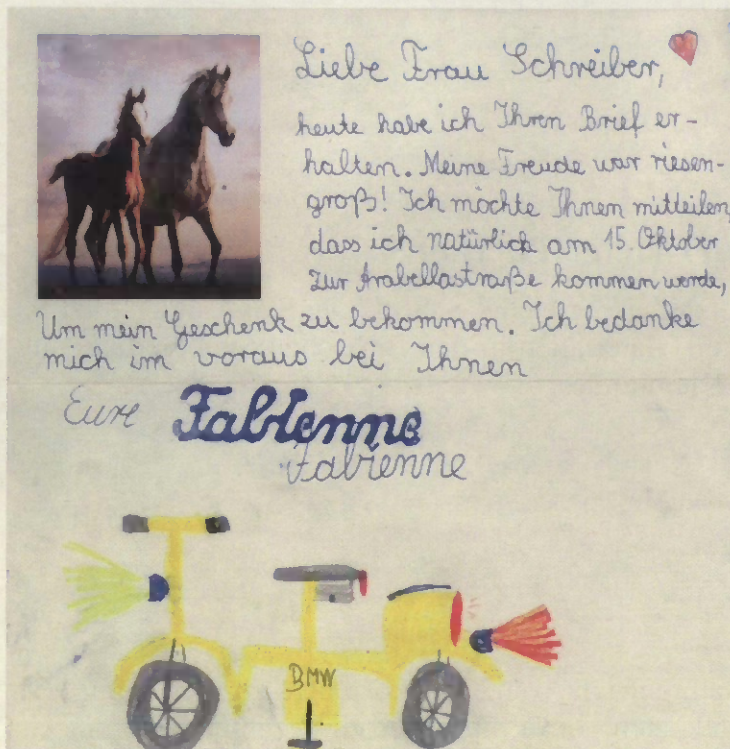 Liebe Frau Schreiber,
heute habe ich Ihren Brief er-
halten. Meine Freude war riesen-
groß! Ich möchte Ihnen mitteilen,
dass ich natürlich am 15. Oktober
zur Arabellastraße kommen werde,
Um mein Geschenk zu bekommen. Ich bedanke
mich im voraus bei Ihnen
Eure Fabienne
Fabienne
BMW